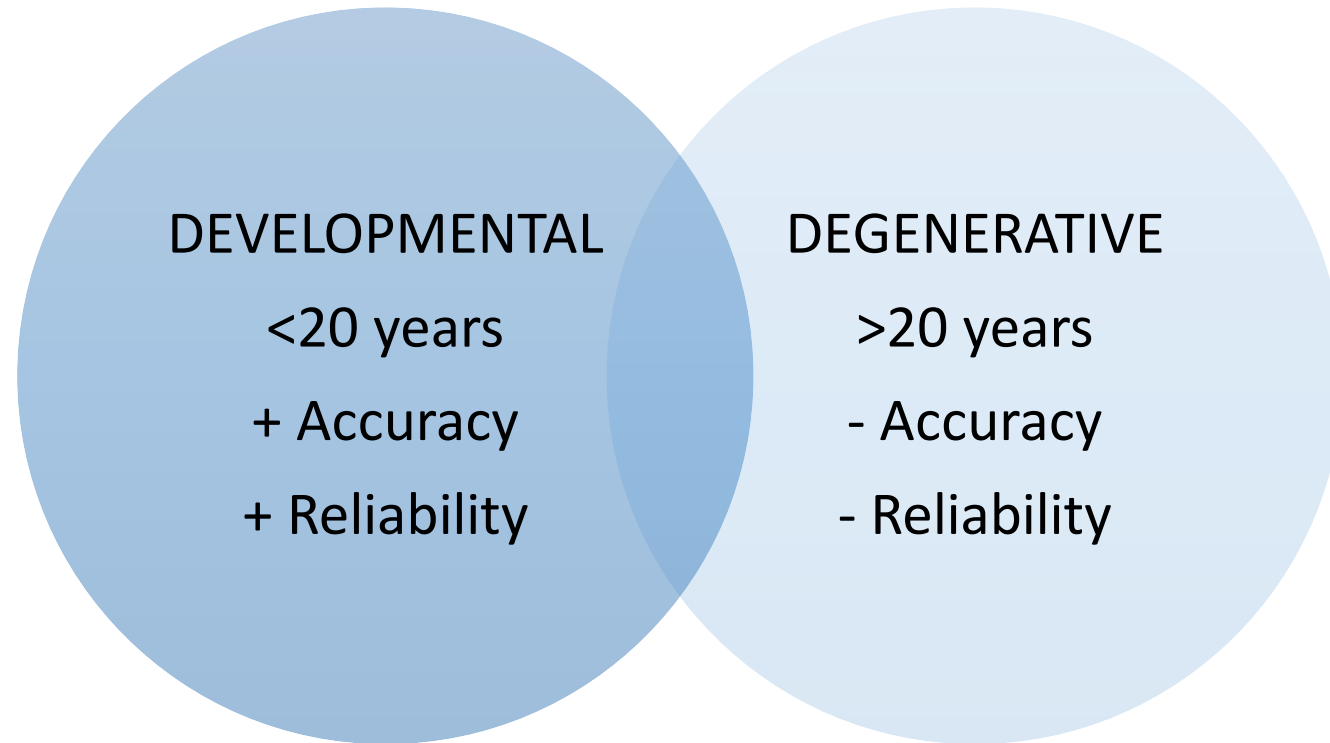 DEVELOPMENTAL
<20 years
+ Accuracy
+ Reliability
DEGENERATIVE
>20 years
- Accuracy
- Reliability